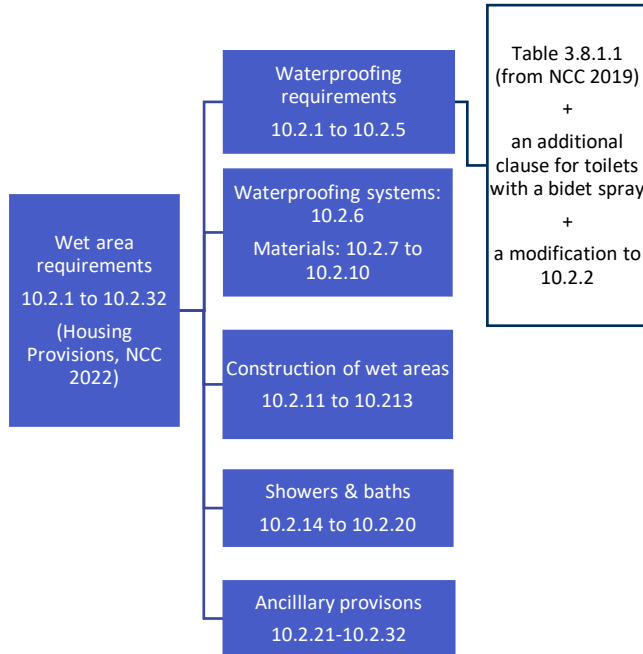 Wet area
requirements
10.2.1 to 10.2.32
(Housing
Provisions, NCC
2022)
Waterproofing
requirements
10.2.1 to 10.2.5
Table 3.8.1.1
(from NCC 2019)
+
an additional
clause for toilets
with a bidet spray
+
a modification to
10.2.2
Waterproofing systems:
10.2.6
Materials: 10.2.7 to
10.2.10
Construction of wet areas
10.2.11 to 10.213
Showers & baths
10.2.14 to 10.2.20
Ancilllary provisons
10.2.21-10.2.32